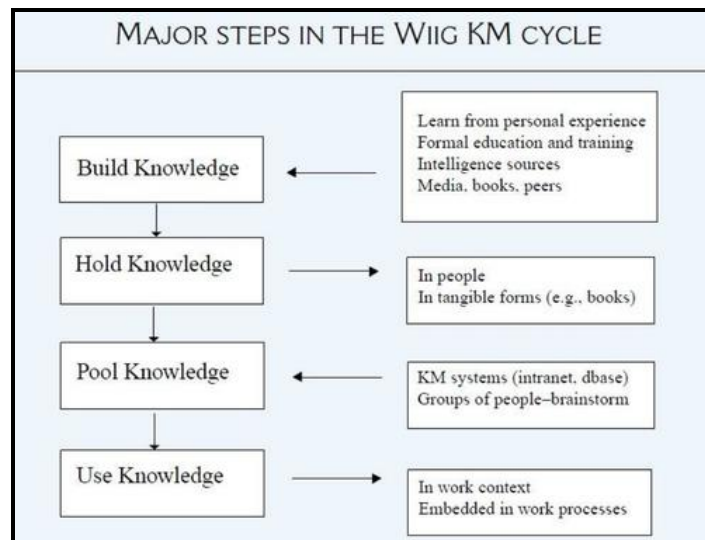 MAJOR STEPS IN THE WIIG KM CYCLE
Build Knowledge
Learn from personal experience
Formal education and training
Intelligence sources
Media, books, peers
Hold Knowledge
In people
In tangible forms (e.g., books)
Pool Knowledge
KM systems (intranet, dbase)
Groups of people–brainstorm
Use Knowledge
In work context
Embedded in work processes